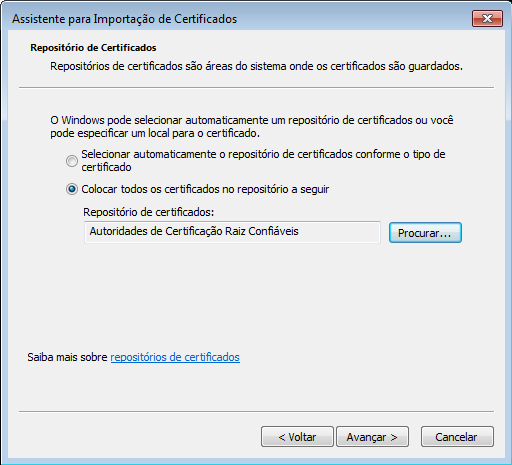 Assistente para Importação de Certificados
Repositório de Certificados
Repositórios de certificados são áreas do sistema onde os certificados são guardados.
O Windows pode selecionar automaticamente um repositório de certificados ou você
pode especificar um local para o certificado.
Selecionar automaticamente o repositório de certificados conforme o tipo de
certificado
Colocar todos os certificados no repositório a seguir
Repositório de certificados:
Autoridades de Certificação Raiz Confiáveis
Procurar...
Saiba mais sobre repositórios de certificados
< Voltar
Avançar >
Cancelar